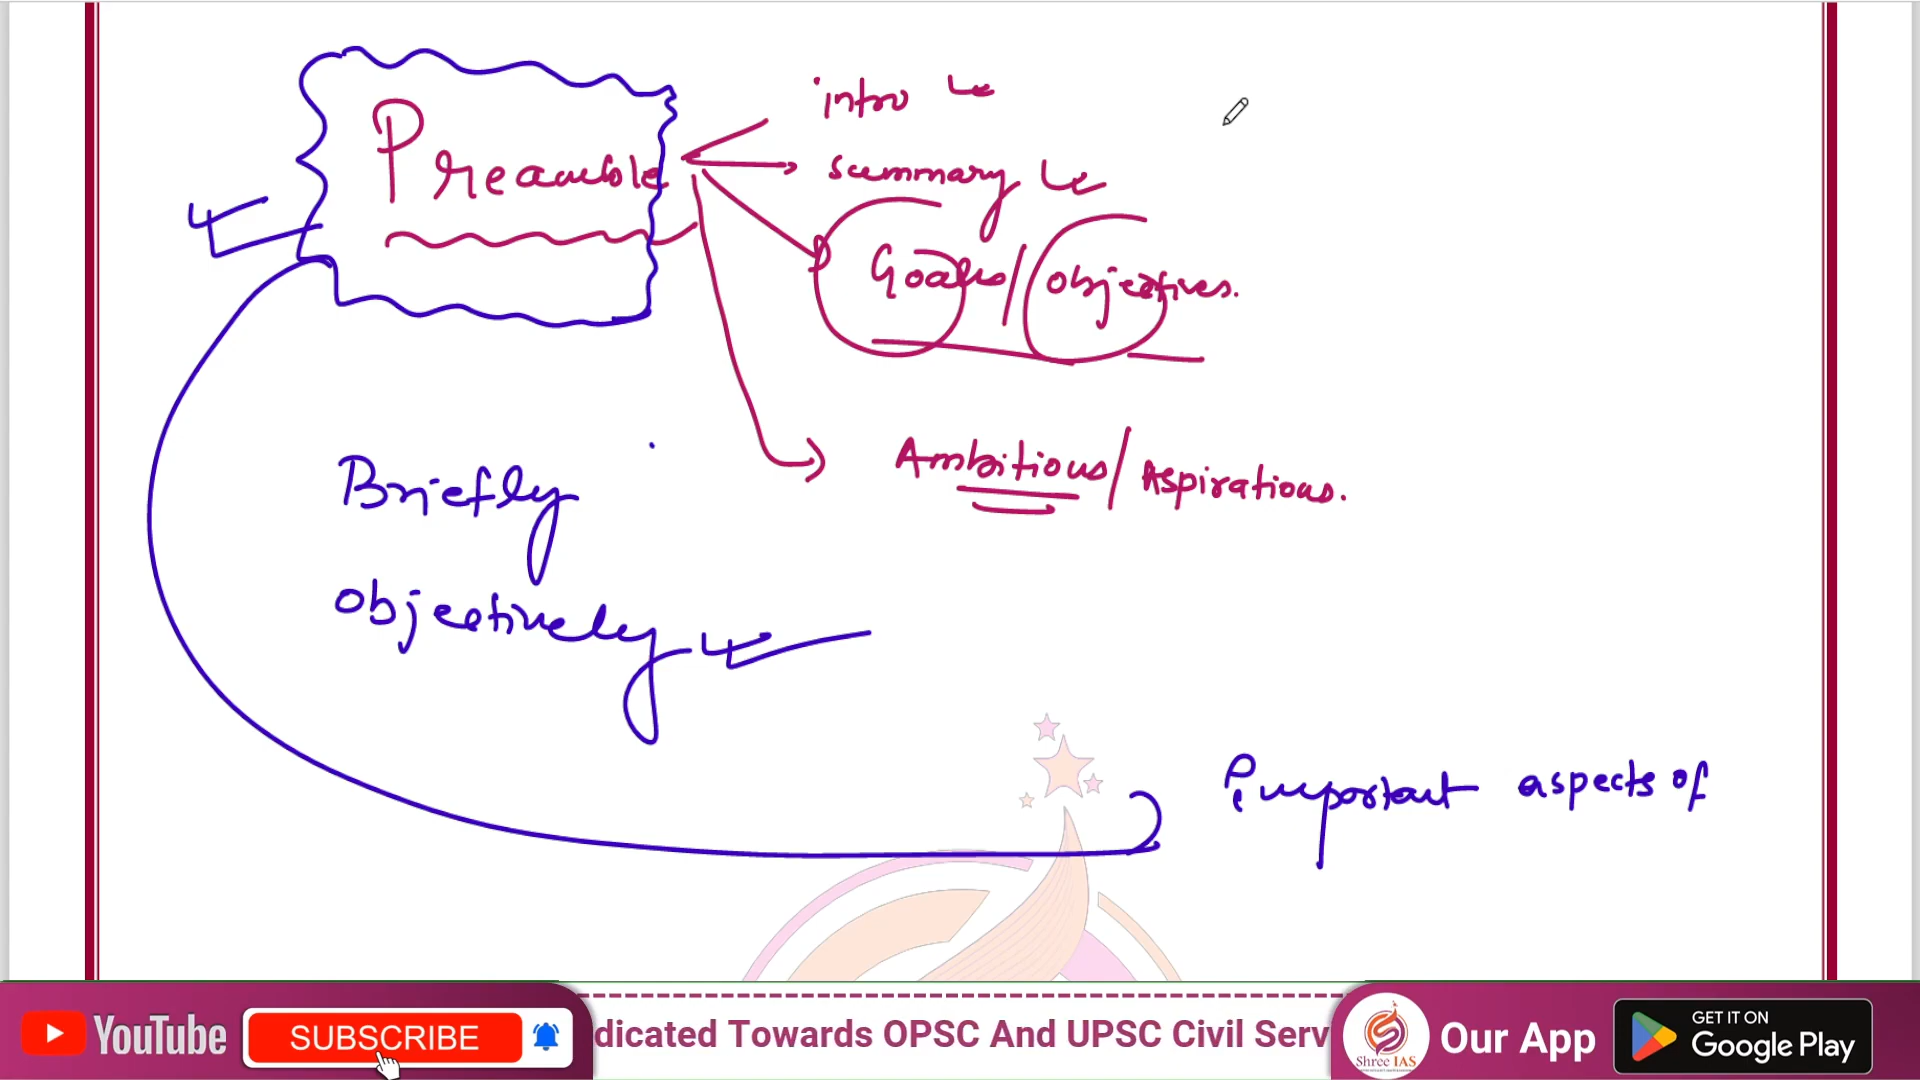 Preamble
intro
summary
Goals/objectives.
Ambitious/Aspirations.
Briefly
objectively
important aspects of
YouTube
SUBSCRIBE
dicated Towards OPSC And UPSC Civil Serv
Shree IAS
Our App
GET IT ON
Google Play